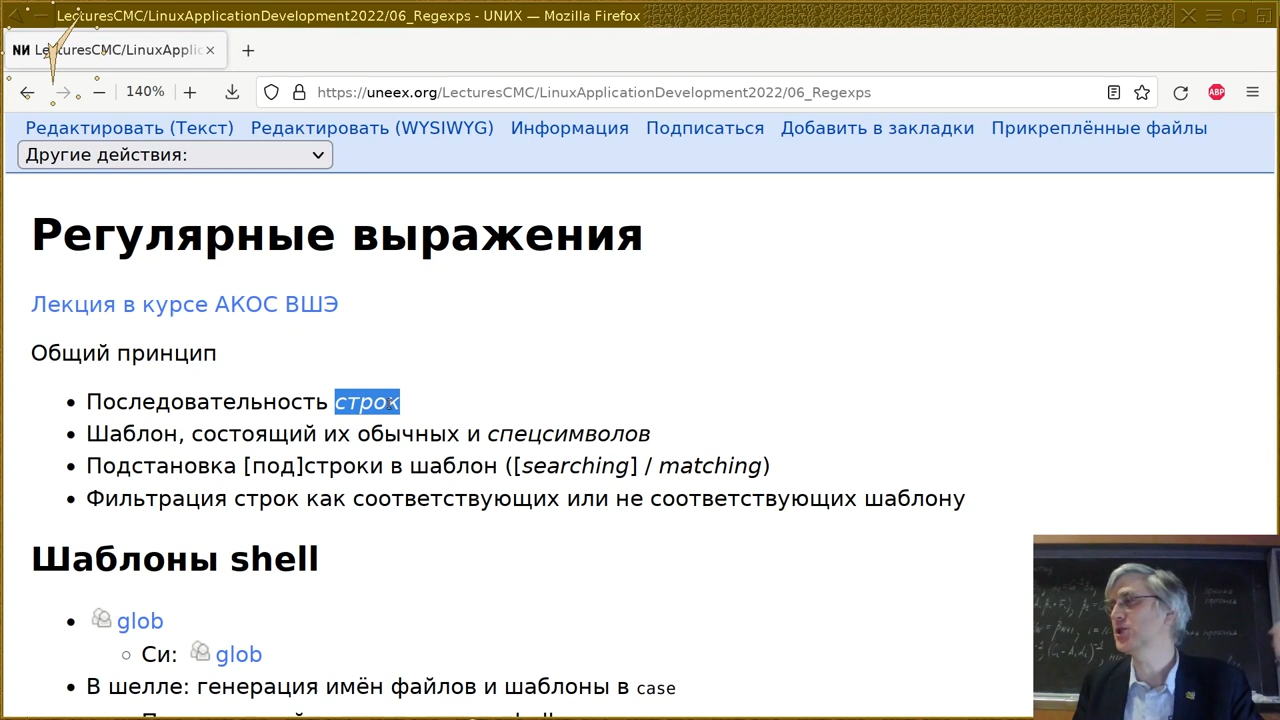 LecturesCMC/LinuxApplicationDevelopment2022/06_Regexps - UNИX — Mozilla Firefox
NИ LecturesCMC/LinuxApplic
140%
https://uneex.org/LecturesCMC/LinuxApplicationDevelopment2022/06_Regexps
ABP
Редактировать (Текст) Редактировать (WYSIWYG) Информация Подписаться Добавить в закладки Прикреплённые файлы
Другие действия:
Регулярные выражения
Лекция в курсе АКОС ВШЭ
Общий принцип
• Последовательность строк
• Шаблон, состоящий их обычных и спецсимволов
• Подстановка [под]строки в шаблон ([searching] / matching)
• Фильтрация строк как соответствующих или не соответствующих шаблону
Шаблоны shell
• glob
◦ Си: glob
• В шелле: генерация имён файлов и шаблоны в case